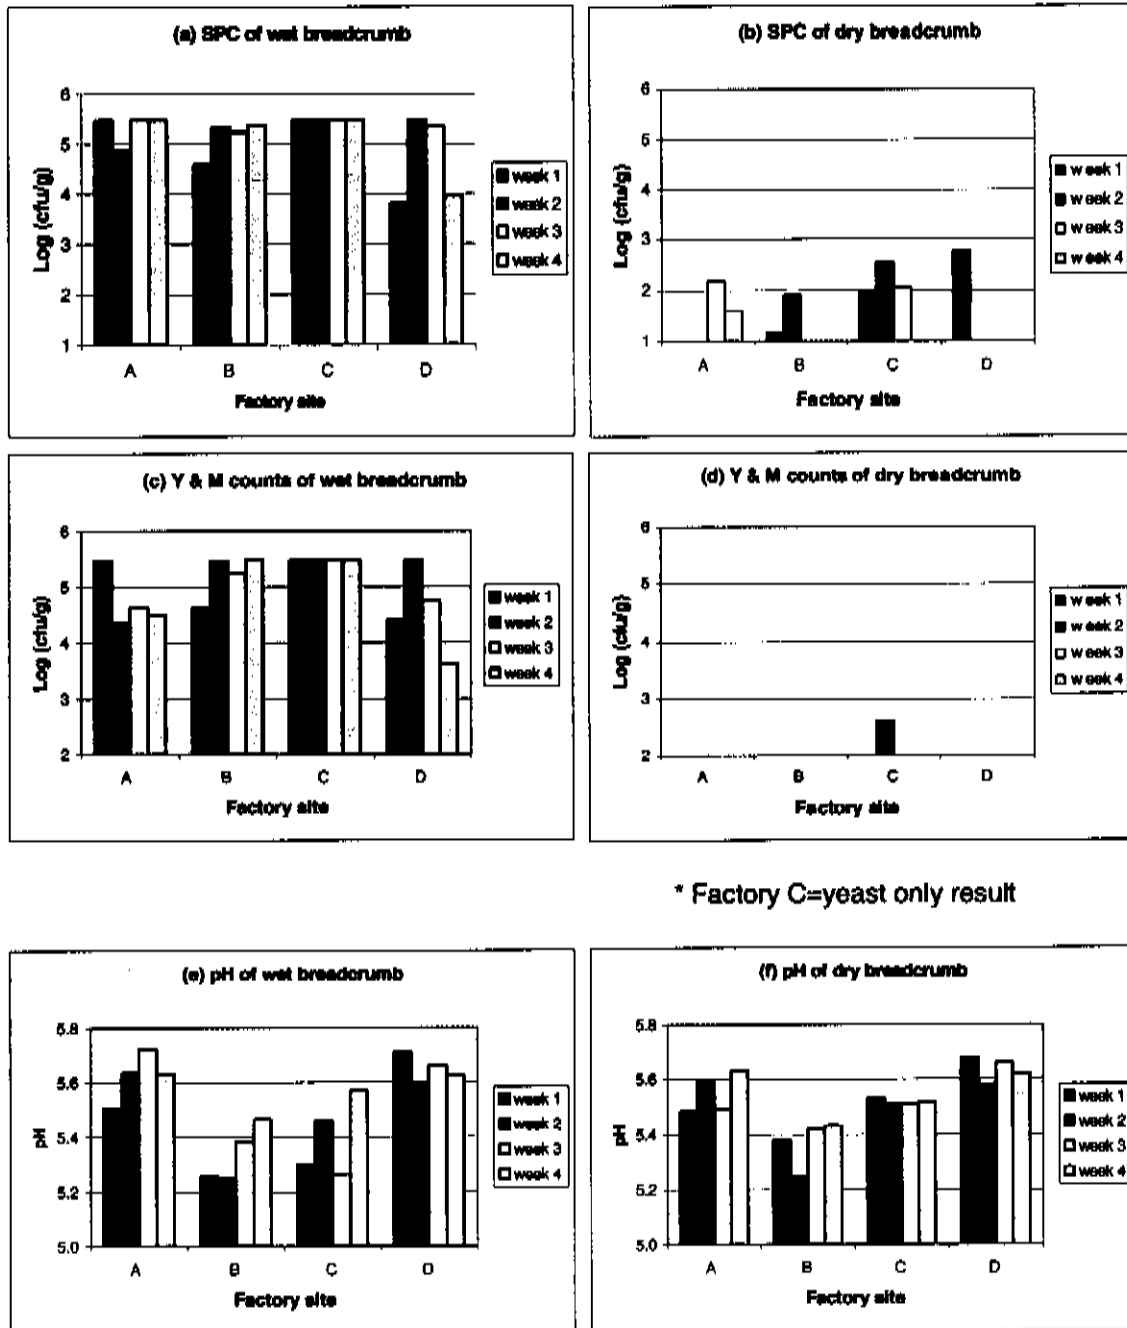 (a) SPC of wet breadcrumb
6
5
4
3
2
1
Log (cfu/g)
A B C D
Factory site
week 1
week 2
week 3
week 4
(b) SPC of dry breadcrumb
6
5
4
3
2
1
Log (cfu/g)
A B C D
Factory site
week 1
week 2
week 3
week 4
(c) Y & M counts of wet breadcrumb
6
5
4
3
2
Log (cfu/g)
A B C D
Factory site
week 1
week 2
week 3
week 4
(d) Y & M counts of dry breadcrumb
6
5
4
3
2
Log (cfu/g)
A B C D
Factory site
week 1
week 2
week 3
week 4
* Factory C=yeast only result
(e) pH of wet breadcrumb
5.8
5.6
5.4
5.2
5.0
pH
A B C D
Factory site
week 1
week 2
week 3
week 4
(f) pH of dry breadcrumb
5.8
5.6
5.4
5.2
5.0
pH
A B C D
Factory site
week 1
week 2
week 3
week 4